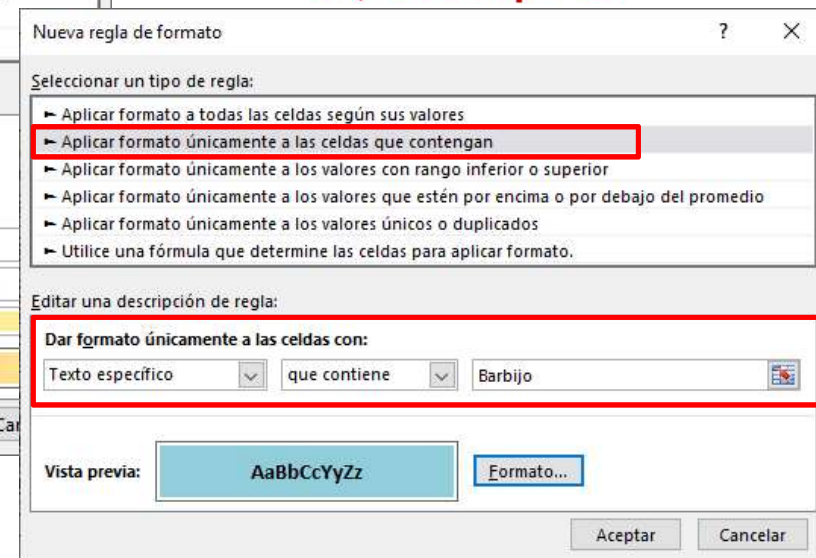 Nueva regla de formato ? ×
Seleccionar un tipo de regla:
► Aplicar formato a todas las celdas según sus valores
► Aplicar formato únicamente a las celdas que contengan
► Aplicar formato únicamente a los valores con rango inferior o superior
► Aplicar formato únicamente a los valores que estén por encima o por debajo del promedio
► Aplicar formato únicamente a los valores únicos o duplicados
► Utilice una fórmula que determine las celdas para aplicar formato.
Editar una descripción de regla:
Dar formato únicamente a las celdas con:
Texto específico que contiene Barbijo
Vista previa: AaBbCcYyZz Formato...
Aceptar Cancelar